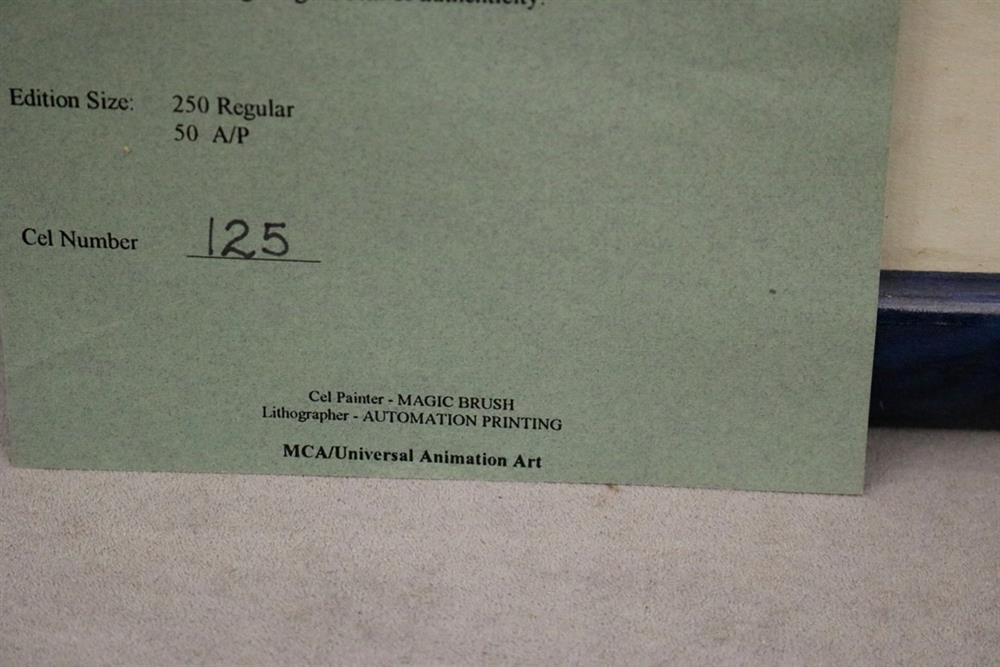 authenticity.
Edition Size: 250 Regular
50 A/P
Cel Number 125
Cel Painter - MAGIC BRUSH
Lithographer - AUTOMATION PRINTING
MCA/Universal Animation Art